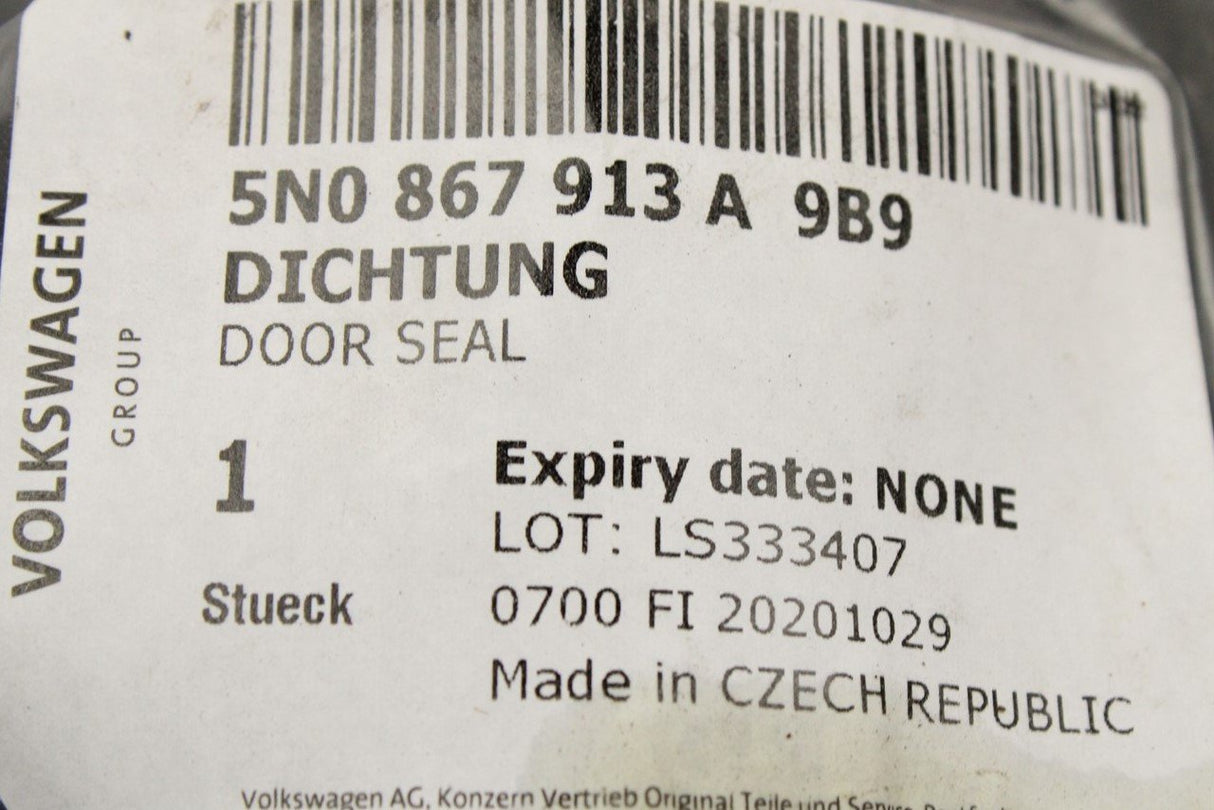 VOLKSWAGEN
GROUP
5N0 867 913 A 9B9
DICHTUNG
DOOR SEAL
1
Stueck
Expiry date: NONE
LOT: LS333407
0700 FI 20201029
Made in CZECH REPUBLIC
Volkswagen AG, Konzern Vertrieb Original Teile und